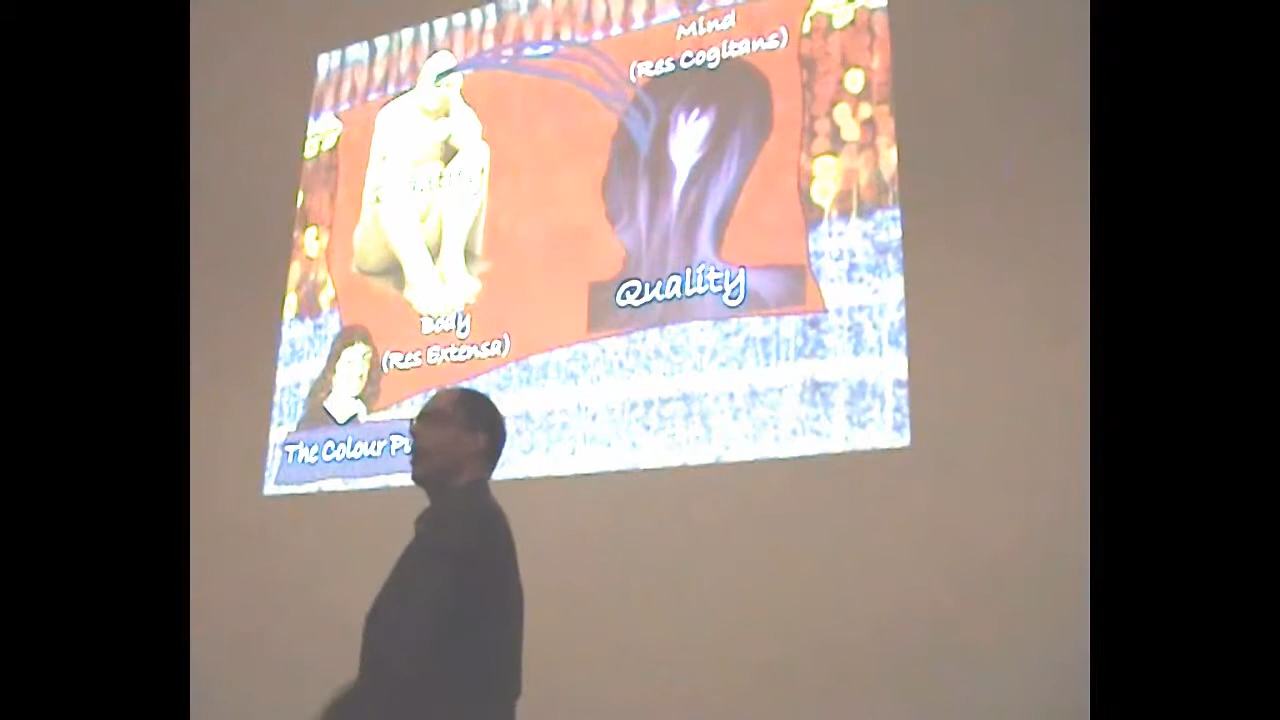 Mind
(Res Cogitans)
Quality
Body
(Res Extensa)
The Colour